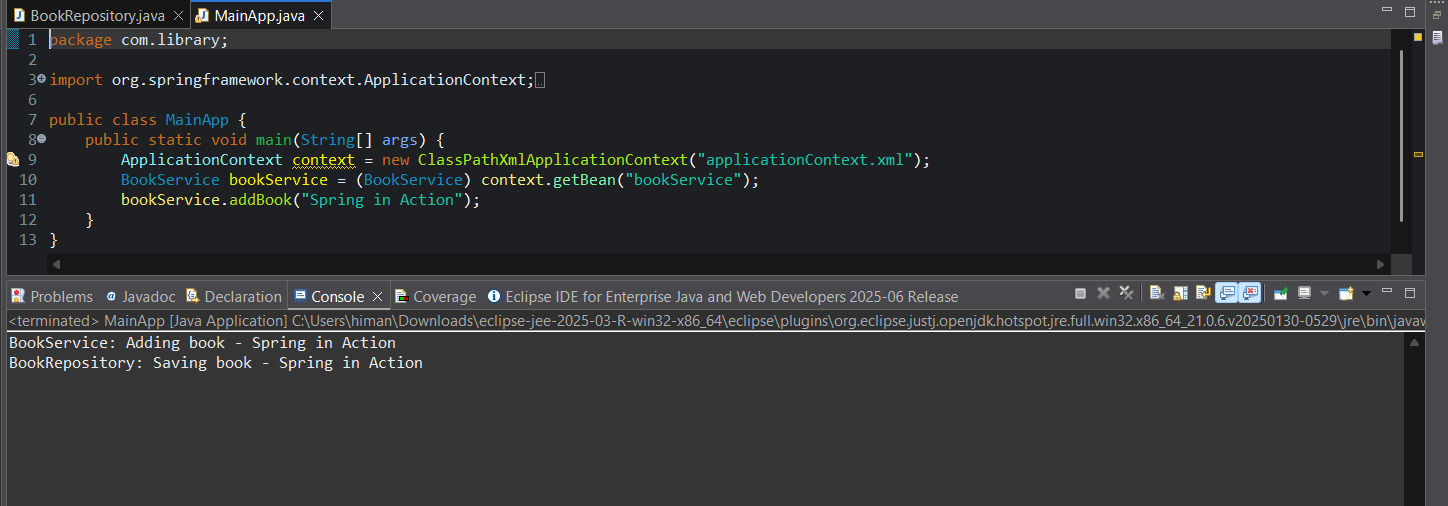 BookRepository.java MainApp.java
1 package com.library;
2
3 import org.springframework.context.ApplicationContext;
6
7 public class MainApp {
8 public static void main(String[] args) {
9 ApplicationContext context = new ClassPathXmlApplicationContext("applicationContext.xml");
10 BookService bookService = (BookService) context.getBean("bookService");
11 bookService.addBook("Spring in Action");
12 }
13 }
Problems @ Javadoc Declaration Console Coverage Eclipse IDE for Enterprise Java and Web Developers 2025-06 Release
<terminated> MainApp [Java Application] C:\Users\himan\Downloads\eclipse-jee-2025-03-R-win32-x86_64\eclipse\plugins\org.eclipse.justj.openjdk.hotspot.jre.full.win32.x86_64_21.0.6.v20250130-0529\jre\bin\javaw
BookService: Adding book - Spring in Action
BookRepository: Saving book - Spring in Action